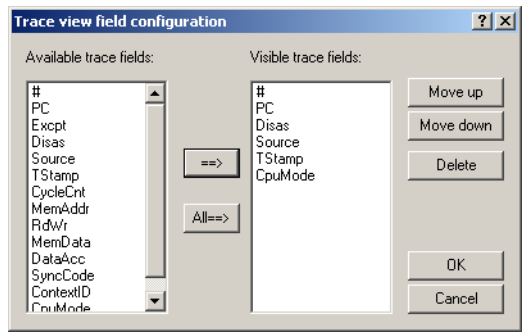 Trace view field configuration
Available trace fields:
#
PC
Excpt
Disas
Source
TStamp
CycleCnt
MemAddr
RdWr
MemData
DataAcc
SyncCode
ContextID
CpuMode
==>
All==>
Visible trace fields:
#
PC
Disas
Source
TStamp
CpuMode
Move up
Move down
Delete
OK
Cancel